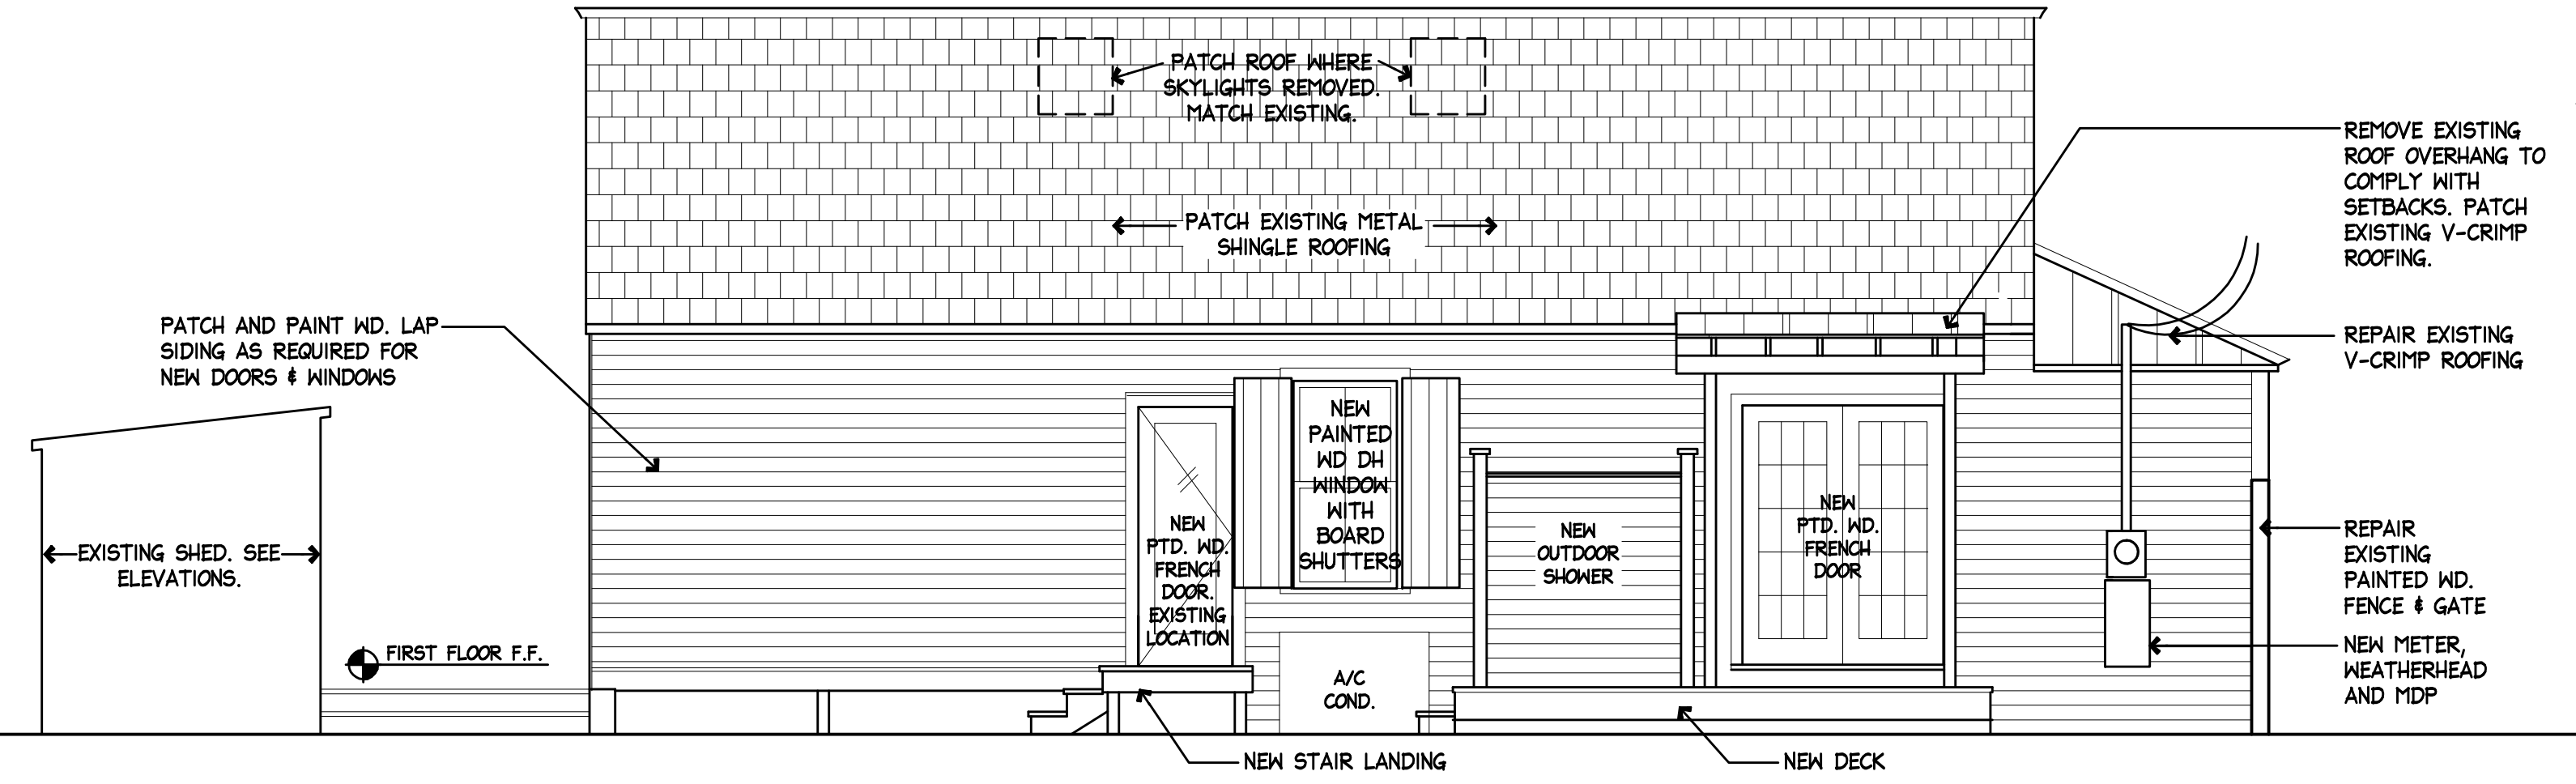 PATCH ROOF WHERE
SKYLIGHTS REMOVED.
MATCH EXISTING.
REMOVE EXISTING
ROOF OVERHANG TO
COMPLY WITH
SETBACKS. PATCH
EXISTING V-CRIMP
ROOFING.
PATCH EXISTING METAL
SHINGLE ROOFING
PATCH AND PAINT WD. LAP
SIDING AS REQUIRED FOR
NEW DOORS & WINDOWS
REPAIR EXISTING
V-CRIMP ROOFING
NEW
PAINTED
WD DH
WINDOW
WITH
BOARD
SHUTTERS
NEW
PTD. WD.
FRENCH
DOOR.
EXISTING
LOCATION
NEW
OUTDOOR
SHOWER
NEW
PTD. WD.
FRENCH
DOOR
EXISTING SHED. SEE
ELEVATIONS.
REPAIR
EXISTING
PAINTED WD.
FENCE & GATE
FIRST FLOOR F.F.
A/C
COND.
NEW METER,
WEATHERHEAD
AND MDP
NEW STAIR LANDING
NEW DECK